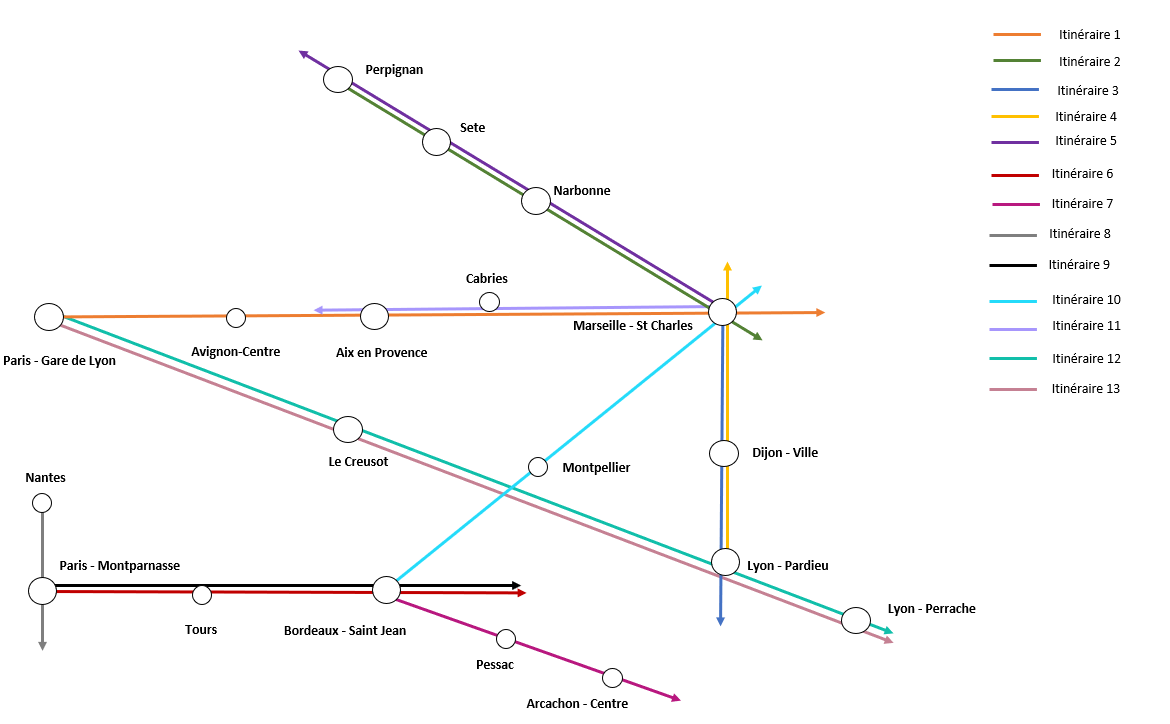 Perpignan
Sete
Narbonne
Cabries
Marseille - St Charles
Avignon-Centre
Aix en Provence
Paris - Gare de Lyon
Le Creusot
Dijon - Ville
Montpellier
Nantes
Paris - Montparnasse
Lyon - Pardieu
Lyon - Perrache
Tours
Bordeaux - Saint Jean
Pessac
Arcachon - Centre
Itinéraire 1
Itinéraire 2
Itinéraire 3
Itinéraire 4
Itinéraire 5
Itinéraire 6
Itinéraire 7
Itinéraire 8
Itinéraire 9
Itinéraire 10
Itinéraire 11
Itinéraire 12
Itinéraire 13